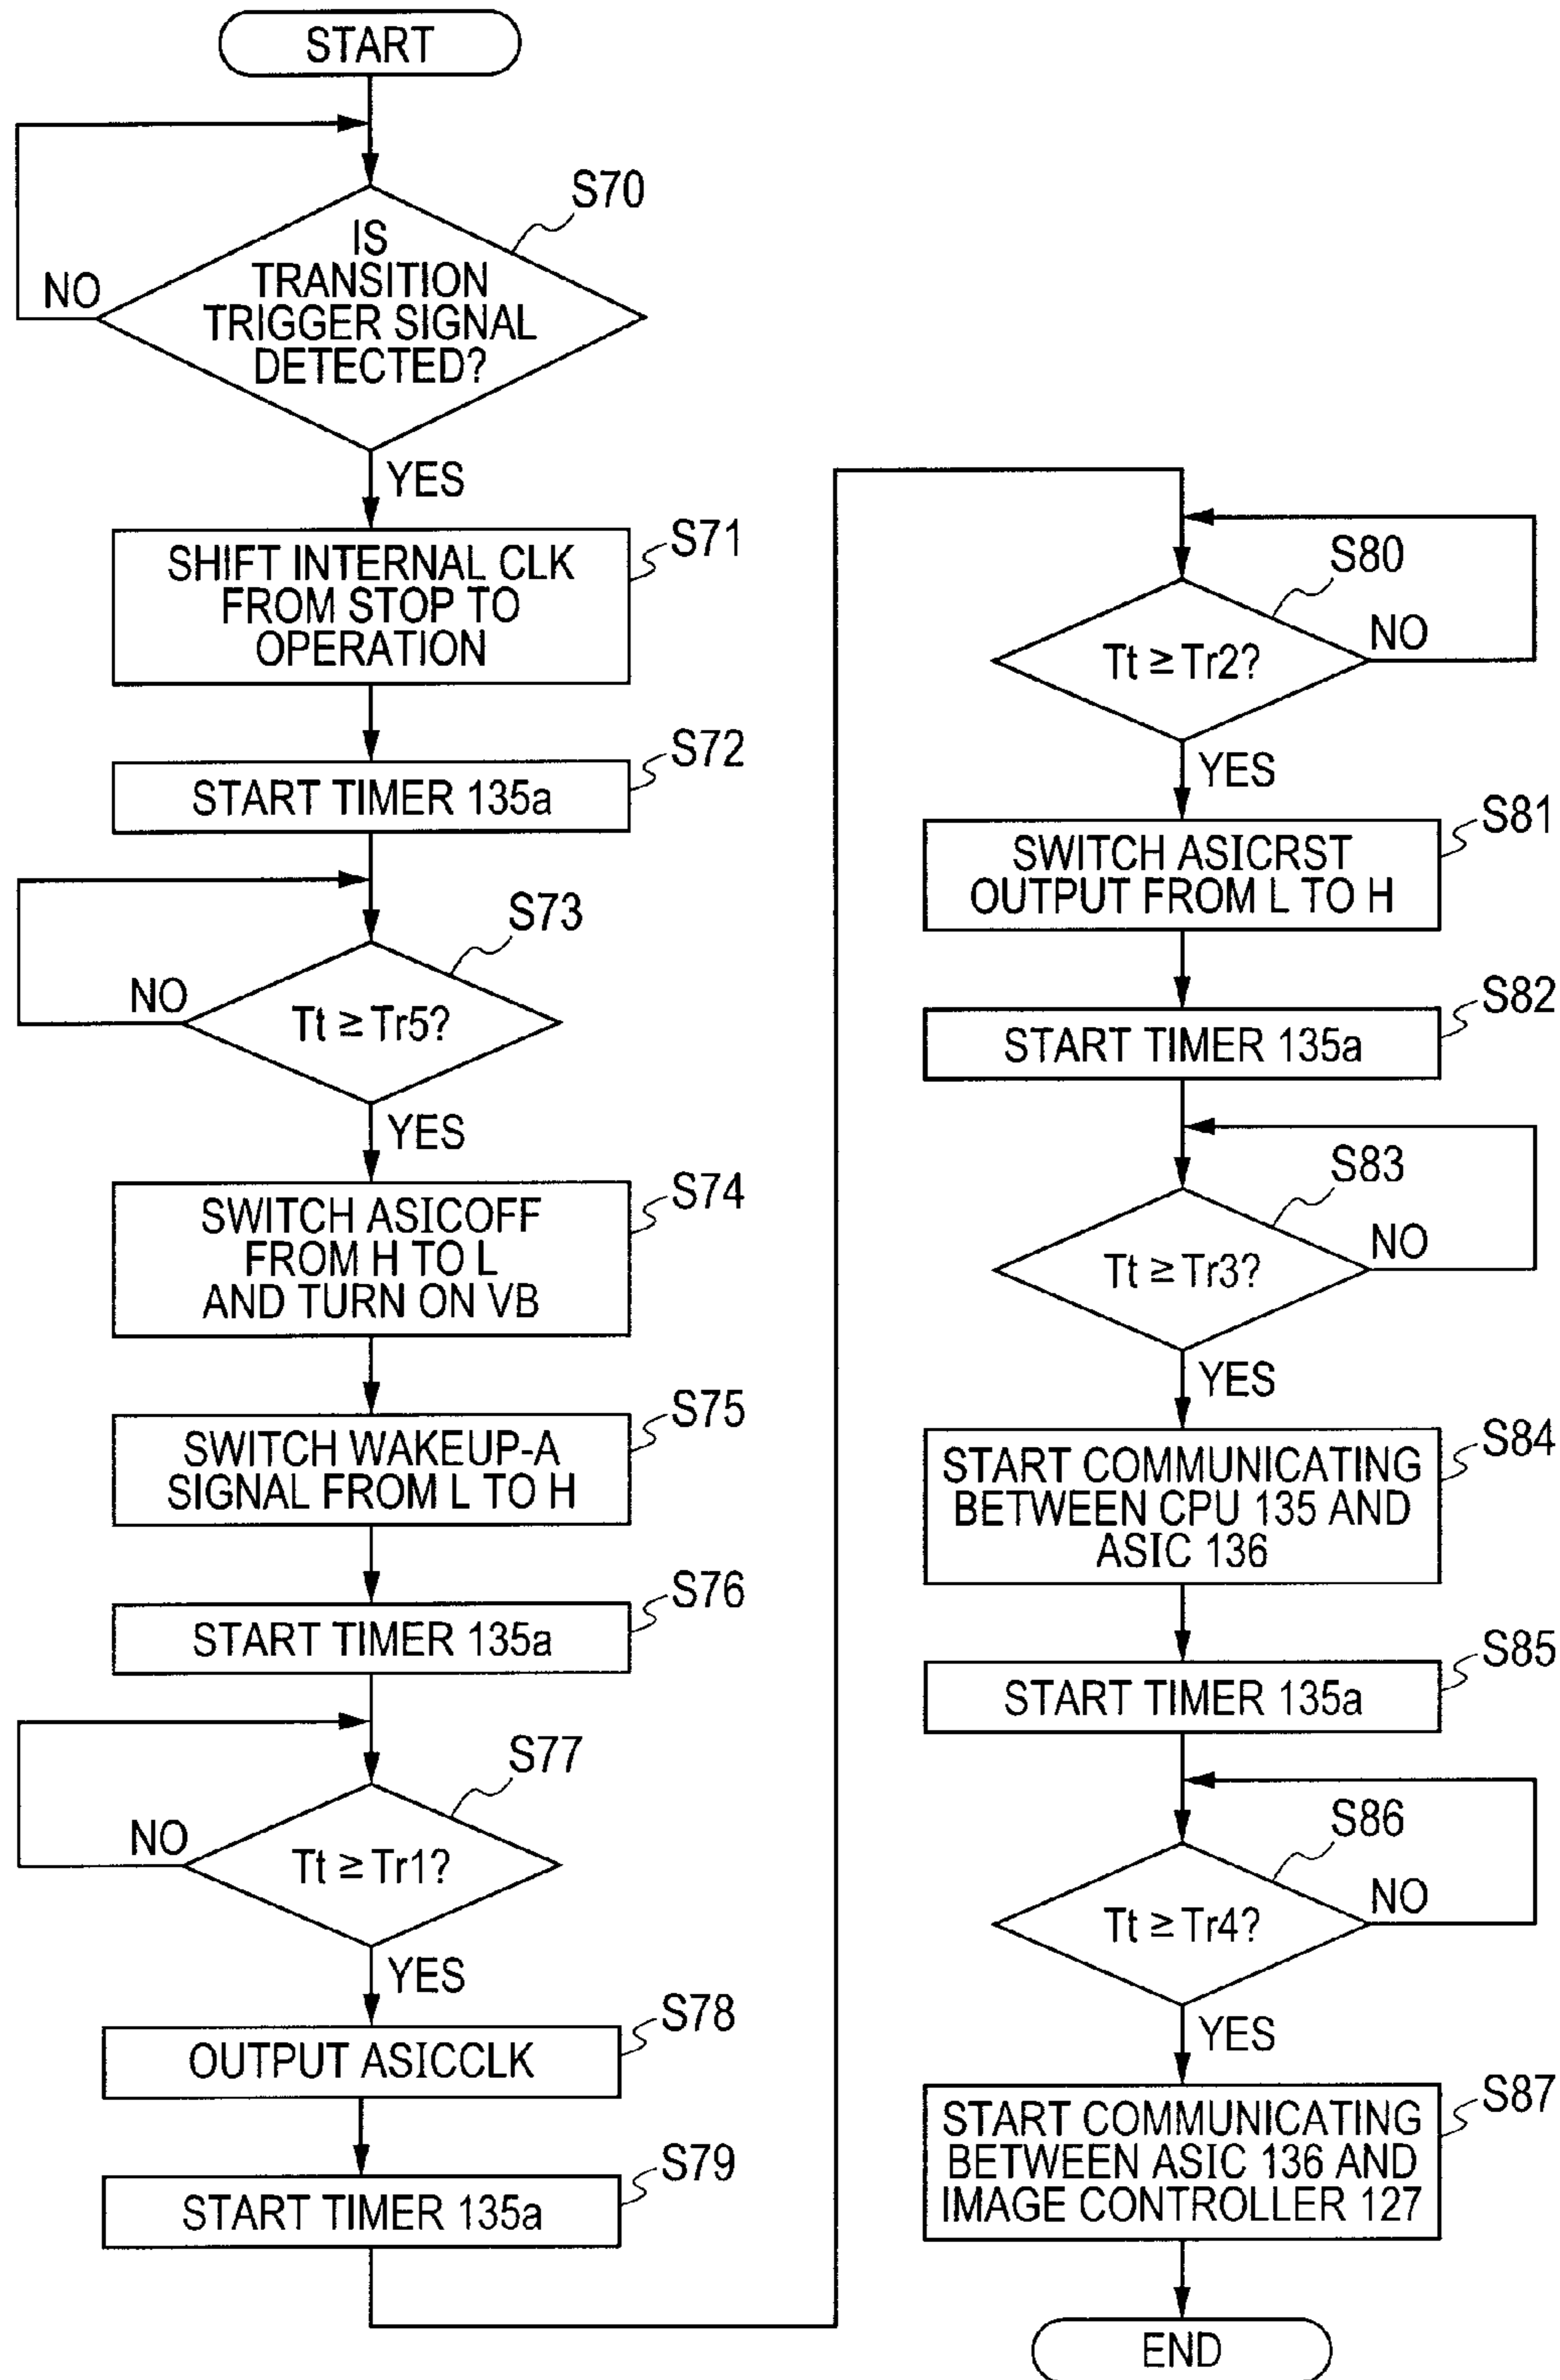 START
S70
IS
TRANSITION
TRIGGER SIGNAL
DETECTED?
NO
YES
S71
SHIFT INTERNAL CLK
FROM STOP TO
OPERATION
S72
START TIMER 135a
S73
NO
Tt ≥ Tr5?
YES
S74
SWITCH ASICOFF
FROM H TO L
AND TURN ON VB
S75
SWITCH WAKEUP-A
SIGNAL FROM L TO H
S76
START TIMER 135a
S77
NO
Tt ≥ Tr1?
YES
S78
OUTPUT ASICCLK
S79
START TIMER 135a
S80
NO
Tt ≥ Tr2?
YES
S81
SWITCH ASICRST
OUTPUT FROM L TO H
S82
START TIMER 135a
S83
NO
Tt ≥ Tr3?
YES
S84
START COMMUNICATING
BETWEEN CPU 135 AND
ASIC 136
S85
START TIMER 135a
S86
NO
Tt ≥ Tr4?
YES
S87
START COMMUNICATING
BETWEEN ASIC 136 AND
IMAGE CONTROLLER 127
END